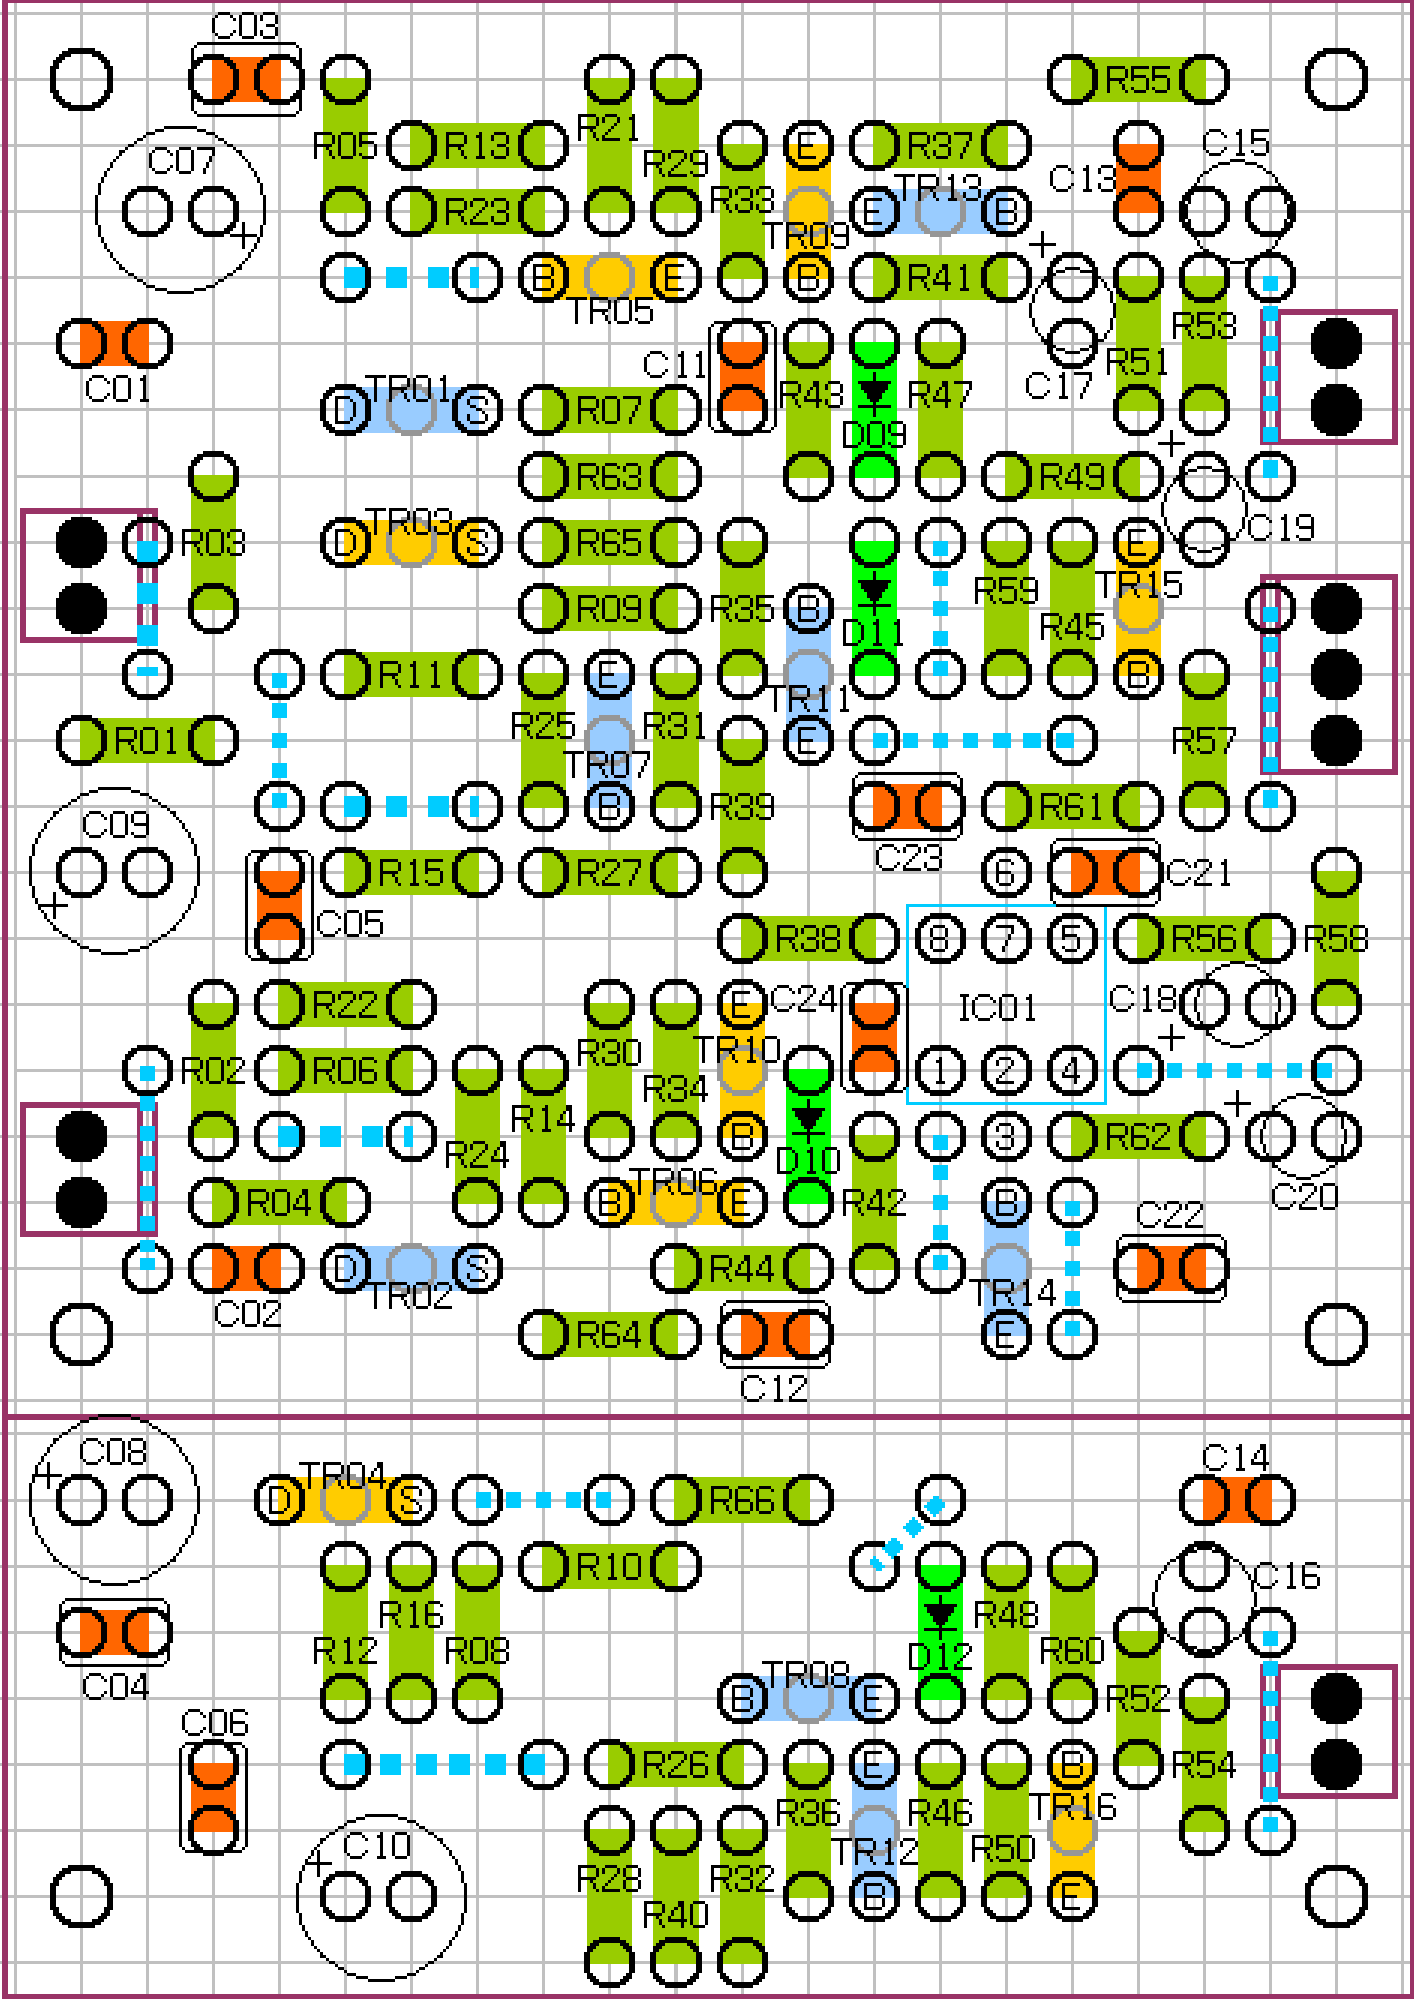 C03
R55
C07
R05
R13
R21
R29
E
R37
C15
C13
R23
R33
TR13
E
B
TR09
+
+
B
E
B
R41
TR05
R53
C01
C11
R51
TR01
D
S
R07
R43
R47
C17
D09
+
R63
R49
TR03
D
S
R03
R65
E
C19
R09
R35
B
R59
TR15
D11
R45
R11
E
B
TR11
R01
R25
R31
E
R57
TR07
C09
B
R39
R61
+
R15
R27
C23
6
C21
C05
R38
8
7
5
R56
R58
R22
E
C24
IC01
C18
R02
R06
R30
TR10
+
R34
1
2
4
R14
+
R24
B
3
R62
D10
TR06
R04
B
E
R42
B
C20
C22
D
S
R44
TR02
TR14
C02
R64
E
C12
C08
+
TR04
C14
D
S
R66
R10
C16
R16
R48
R12
R08
D12
R60
C04
TR08
B
E
R52
C06
R26
E
B
R54
R36
R46
TR16
C10
+
TR12
R50
R28
R32
B
E
R40